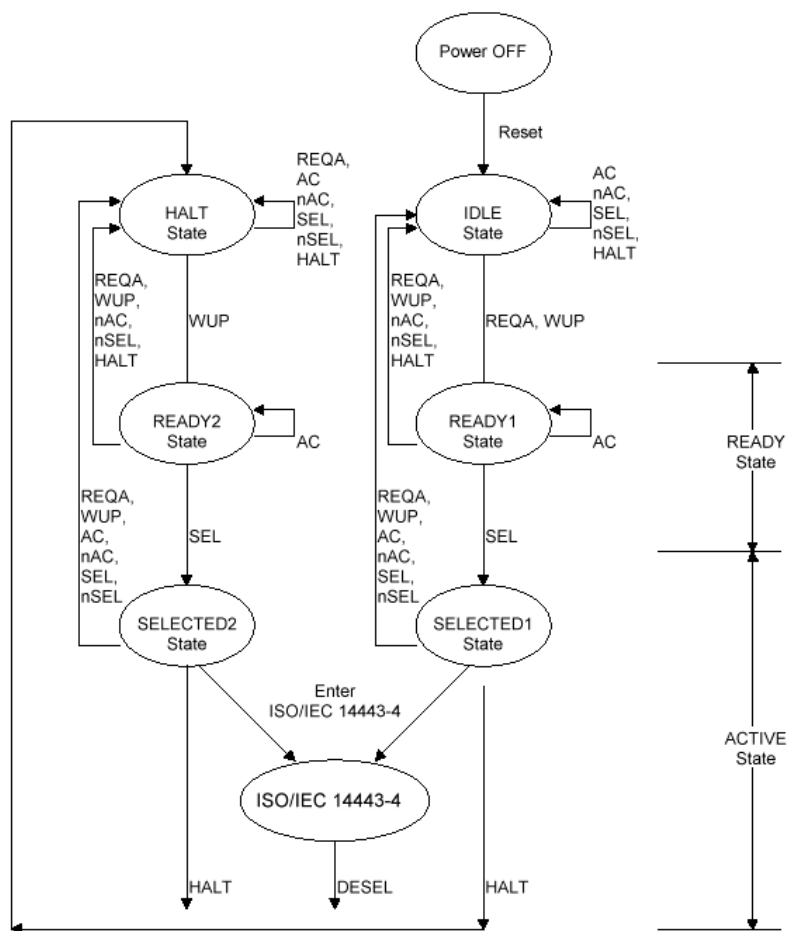 Power OFF
Reset
REQA,
AC
nAC,
SEL,
nSEL,
HALT
HALT
State
AC
nAC,
SEL,
nSEL,
HALT
IDLE
State
REQA,
WUP,
nAC,
nSEL,
HALT
WUP
REQA,
WUP,
nAC,
nSEL,
HALT
REQA, WUP
READY2
State
AC
READY1
State
AC
READY
State
REQA,
WUP,
AC,
nAC,
SEL,
nSEL
SEL
REQA,
WUP,
AC,
nAC,
SEL,
nSEL
SEL
SELECTED2
State
SELECTED1
State
Enter
ISO/IEC 14443-4
ACTIVE
State
ISO/IEC 14443-4
HALT
DESEL
HALT